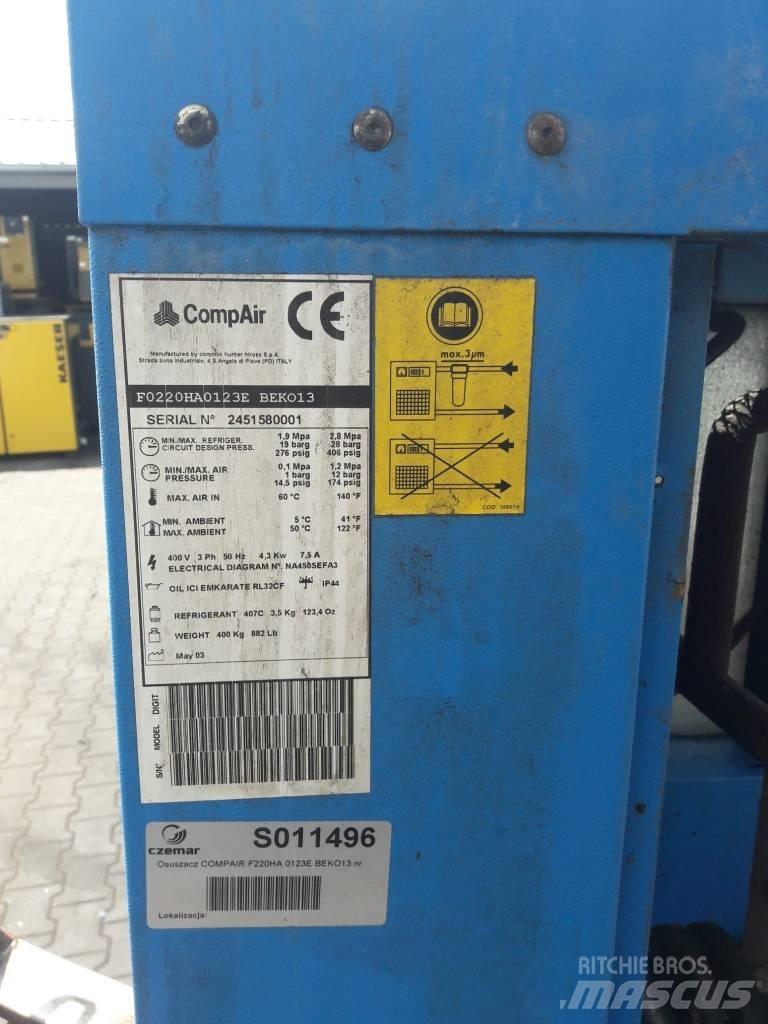 CompAir CE
Manufactured by domnick hunter hiross S.p.A.
Strada zona industriale, 4 S.Angelo di Piove (PD) ITALY
F0220HA0123E BEKO13
SERIAL N° 2451580001
MIN./MAX. REFRIGER. 1,9 Mpa 2,8 Mpa
CIRCUIT DESIGN PRESS. 19 barg 28 barg
276 psig 406 psig
MIN./MAX. AIR 0,1 Mpa 1,2 Mpa
PRESSURE 1 barg 12 barg
14,5 psig 174 psig
MAX. AIR IN 60 °C 140 °F
MIN. AMBIENT 5 °C 41 °F
MAX. AMBIENT 50 °C 122 °F
400 V 3 Ph 50 Hz 4,3 Kw 7,5 A
ELECTRICAL DIAGRAM N°. NA450SEFA3
OIL ICI EMKARATE RL32CF IP44
REFRIGERANT 407C 3,5 Kg 123,4 Oz
WEIGHT 400 Kg 882 Lb
May 03
S/N° MODEL DIGIT
max.3µm
COD.
czemar
S011496
Osuszacz COMPAIR F220HA 0123E BEKO13 nr
Lokalizacja:
KAESER
RITCHIE BROS.
MASCUS